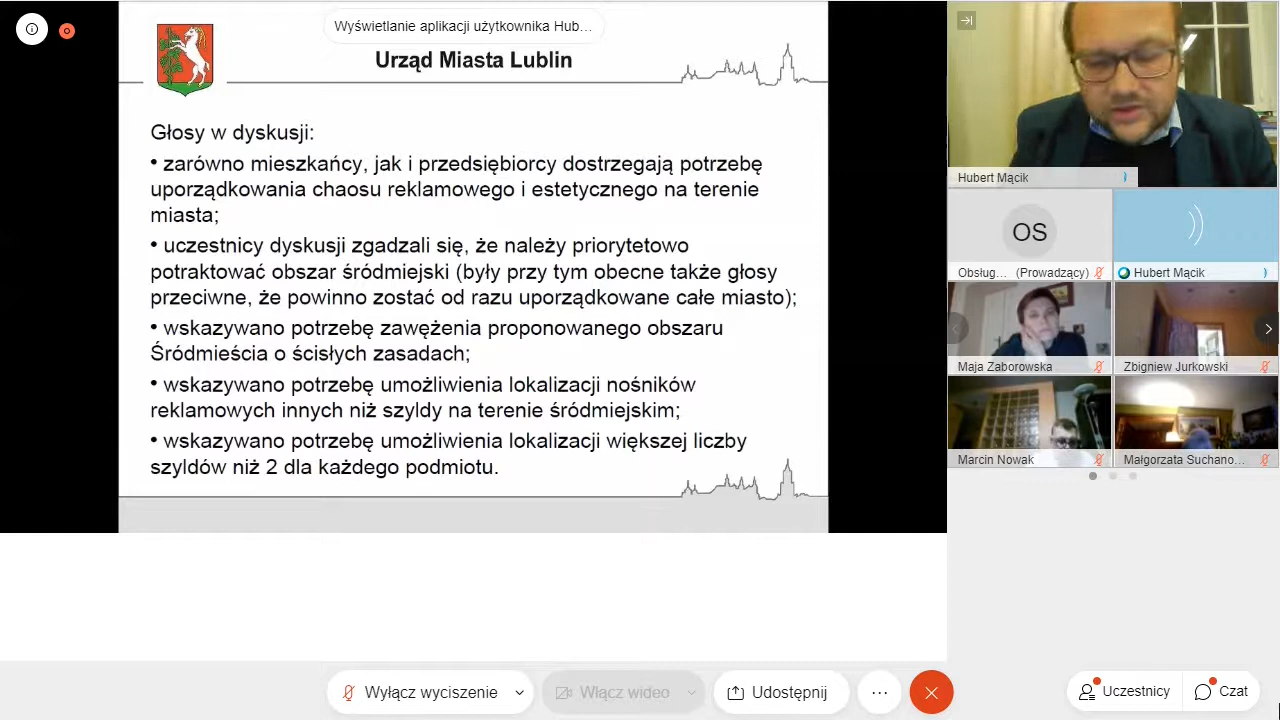 Wyświetlanie aplikacji użytkownika Hub...
Urząd Miasta Lublin
Głosy w dyskusji:
• zarówno mieszkańcy, jak i przedsiębiorcy dostrzegają potrzebę
uporządkowania chaosu reklamowego i estetycznego na terenie
miasta;
• uczestnicy dyskusji zgadzali się, że należy priorytetowo
potraktować obszar śródmiejski (były przy tym obecne także głosy
przeciwne, że powinno zostać od razu uporządkowane całe miasto);
• wskazywano potrzebę zawężenia proponowanego obszaru
Śródmieścia o ścisłych zasadach;
• wskazywano potrzebę umożliwienia lokalizacji nośników
reklamowych innych niż szyldy na terenie śródmiejskim;
• wskazywano potrzebę umożliwienia lokalizacji większej liczby
szyldów niż 2 dla każdego podmiotu.
Hubert Mącik
OS
Obsług... (Prowadzący)
Hubert Mącik
Maja Zaborowska
Zbigniew Jurkowski
Marcin Nowak
Małgorzata Suchano...
Wyłącz wyciszenie
Włącz wideo
Udostępnij
Uczestnicy
Czat